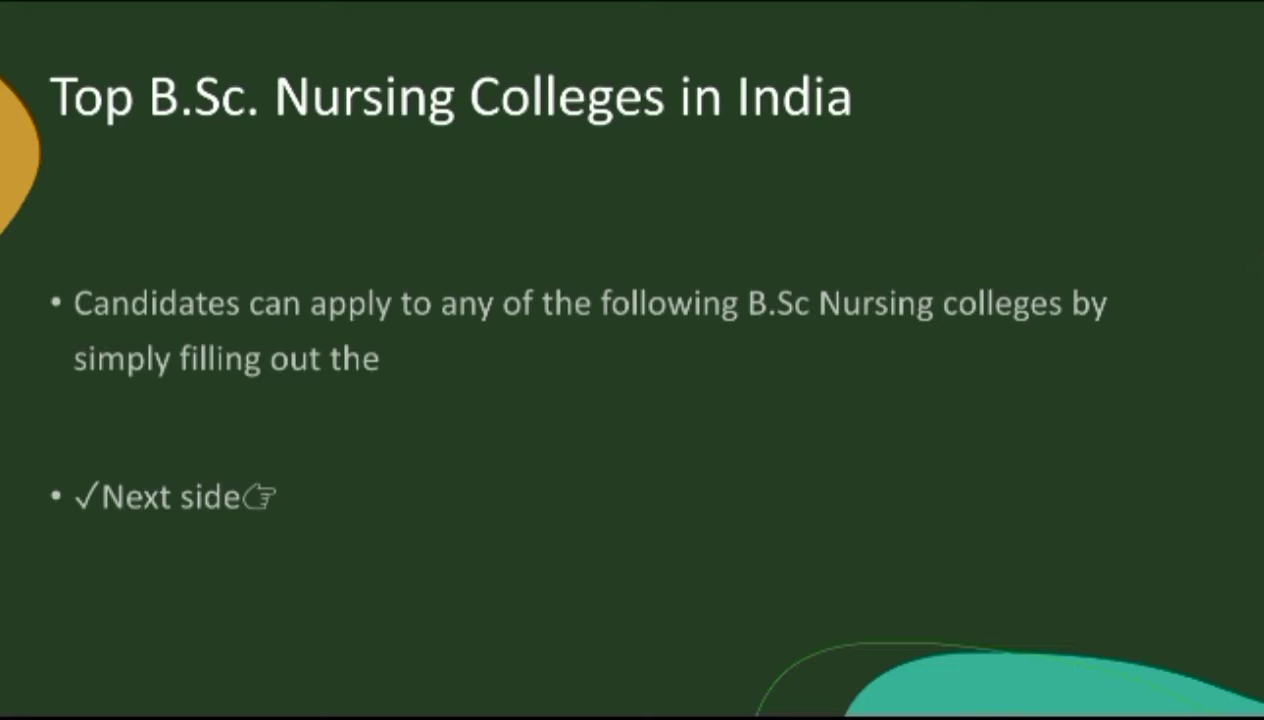 Top B.Sc. Nursing Colleges in India
• Candidates can apply to any of the following B.Sc Nursing colleges by
simply filling out the
• ✓Next side☞